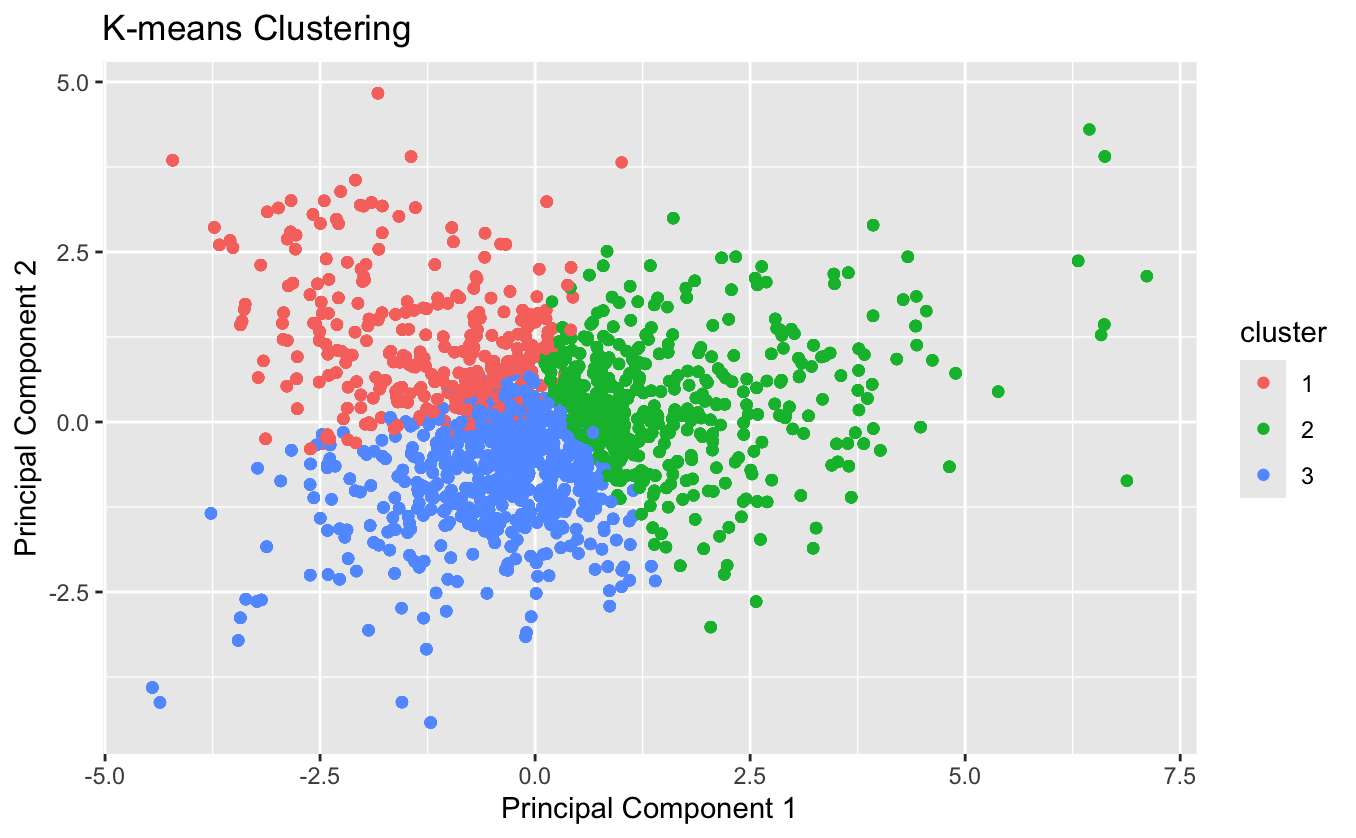 K-means Clustering
5.0
2.5
0.0
-2.5
Principal Component 2
-5.0 -2.5 0.0 2.5 5.0 7.5
Principal Component 1
cluster
1
2
3